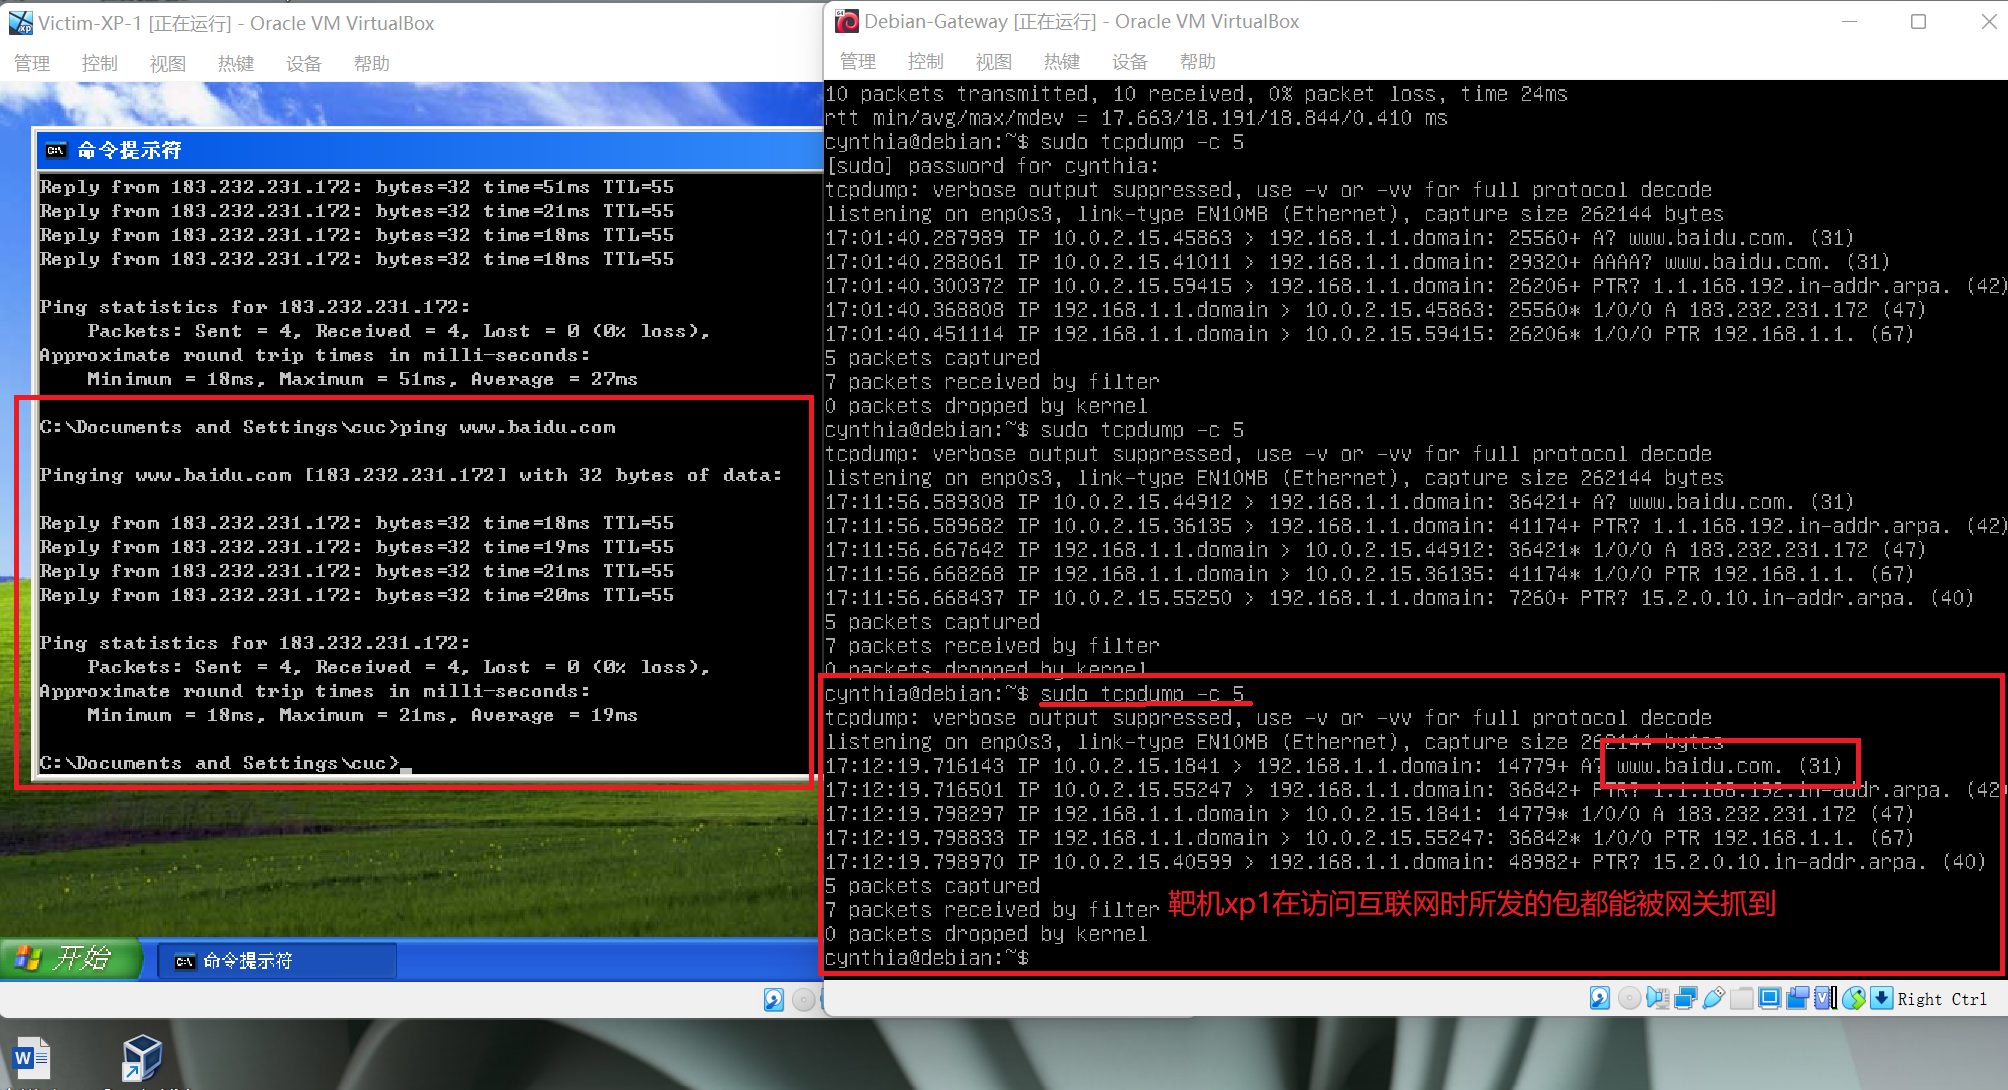 Victim-XP-1 [正在运行] - Oracle VM VirtualBox
管理 控制 视图 热键 设备 帮助
命令提示符
Reply from 183.232.231.172: bytes=32 time=51ms TTL=55
Reply from 183.232.231.172: bytes=32 time=21ms TTL=55
Reply from 183.232.231.172: bytes=32 time=18ms TTL=55
Reply from 183.232.231.172: bytes=32 time=18ms TTL=55
Ping statistics for 183.232.231.172:
Packets: Sent = 4, Received = 4, Lost = 0 (0% loss),
Approximate round trip times in milli-seconds:
Minimum = 18ms, Maximum = 51ms, Average = 27ms
C:\Documents and Settings\cuc>ping www.baidu.com
Pinging www.baidu.com [183.232.231.172] with 32 bytes of data:
Reply from 183.232.231.172: bytes=32 time=18ms TTL=55
Reply from 183.232.231.172: bytes=32 time=19ms TTL=55
Reply from 183.232.231.172: bytes=32 time=21ms TTL=55
Reply from 183.232.231.172: bytes=32 time=20ms TTL=55
Ping statistics for 183.232.231.172:
Packets: Sent = 4, Received = 4, Lost = 0 (0% loss),
Approximate round trip times in milli-seconds:
Minimum = 18ms, Maximum = 21ms, Average = 19ms
C:\Documents and Settings\cuc>_
开始
命令提示符
Debian-Gateway [正在运行] - Oracle VM VirtualBox
管理 控制 视图 热键 设备 帮助
10 packets transmitted, 10 received, 0% packet loss, time 24ms
rtt min/avg/max/mdev = 17.663/18.191/18.844/0.410 ms
cynthia@debian:~$ sudo tcpdump -c 5
[sudo] password for cynthia:
tcpdump: verbose output suppressed, use -v or -vv for full protocol decode
listening on enp0s3, link-type EN10MB (Ethernet), capture size 262144 bytes
17:01:40.287989 IP 10.0.2.15.45863 > 192.168.1.1.domain: 25560+ A? www.baidu.com. (31)
17:01:40.288061 IP 10.0.2.15.41011 > 192.168.1.1.domain: 29320+ AAAA? www.baidu.com. (31)
17:01:40.300372 IP 10.0.2.15.59415 > 192.168.1.1.domain: 26206+ PTR? 1.1.168.192.in-addr.arpa. (42)
17:01:40.368808 IP 192.168.1.1.domain > 10.0.2.15.45863: 25560* 1/0/0 A 183.232.231.172 (47)
17:01:40.451114 IP 192.168.1.1.domain > 10.0.2.15.59415: 26206* 1/0/0 PTR 192.168.1.1. (67)
5 packets captured
7 packets received by filter
0 packets dropped by kernel
cynthia@debian:~$ sudo tcpdump -c 5
tcpdump: verbose output suppressed, use -v or -vv for full protocol decode
listening on enp0s3, link-type EN10MB (Ethernet), capture size 262144 bytes
17:11:56.589308 IP 10.0.2.15.44912 > 192.168.1.1.domain: 36421+ A? www.baidu.com. (31)
17:11:56.589682 IP 10.0.2.15.36135 > 192.168.1.1.domain: 41174+ PTR? 1.1.168.192.in-addr.arpa. (42)
17:11:56.667642 IP 192.168.1.1.domain > 10.0.2.15.44912: 36421* 1/0/0 A 183.232.231.172 (47)
17:11:56.668268 IP 192.168.1.1.domain > 10.0.2.15.36135: 41174* 1/0/0 PTR 192.168.1.1. (67)
17:11:56.668437 IP 10.0.2.15.55250 > 192.168.1.1.domain: 7260+ PTR? 15.2.0.10.in-addr.arpa. (40)
5 packets captured
7 packets received by filter
0 packets dropped by kernel
cynthia@debian:~$ sudo tcpdump -c 5
tcpdump: verbose output suppressed, use -v or -vv for full protocol decode
listening on enp0s3, link-type EN10MB (Ethernet), capture size 262144 bytes
17:12:19.716143 IP 10.0.2.15.1841 > 192.168.1.1.domain: 14779+ A? www.baidu.com. (31)
17:12:19.716501 IP 10.0.2.15.55247 > 192.168.1.1.domain: 36842+ PTR? 1.1.168.192.in-addr.arpa. (42
17:12:19.798297 IP 192.168.1.1.domain > 10.0.2.15.1841: 14779* 1/0/0 A 183.232.231.172 (47)
17:12:19.798833 IP 192.168.1.1.domain > 10.0.2.15.55247: 36842* 1/0/0 PTR 192.168.1.1. (67)
17:12:19.798970 IP 10.0.2.15.40599 > 192.168.1.1.domain: 48982+ PTR? 15.2.0.10.in-addr.arpa. (40)
5 packets captured
7 packets received by filter
靶机xp1在访问互联网时所发的包都能被网关抓到
0 packets dropped by kernel
cynthia@debian:~$
Right Ctrl